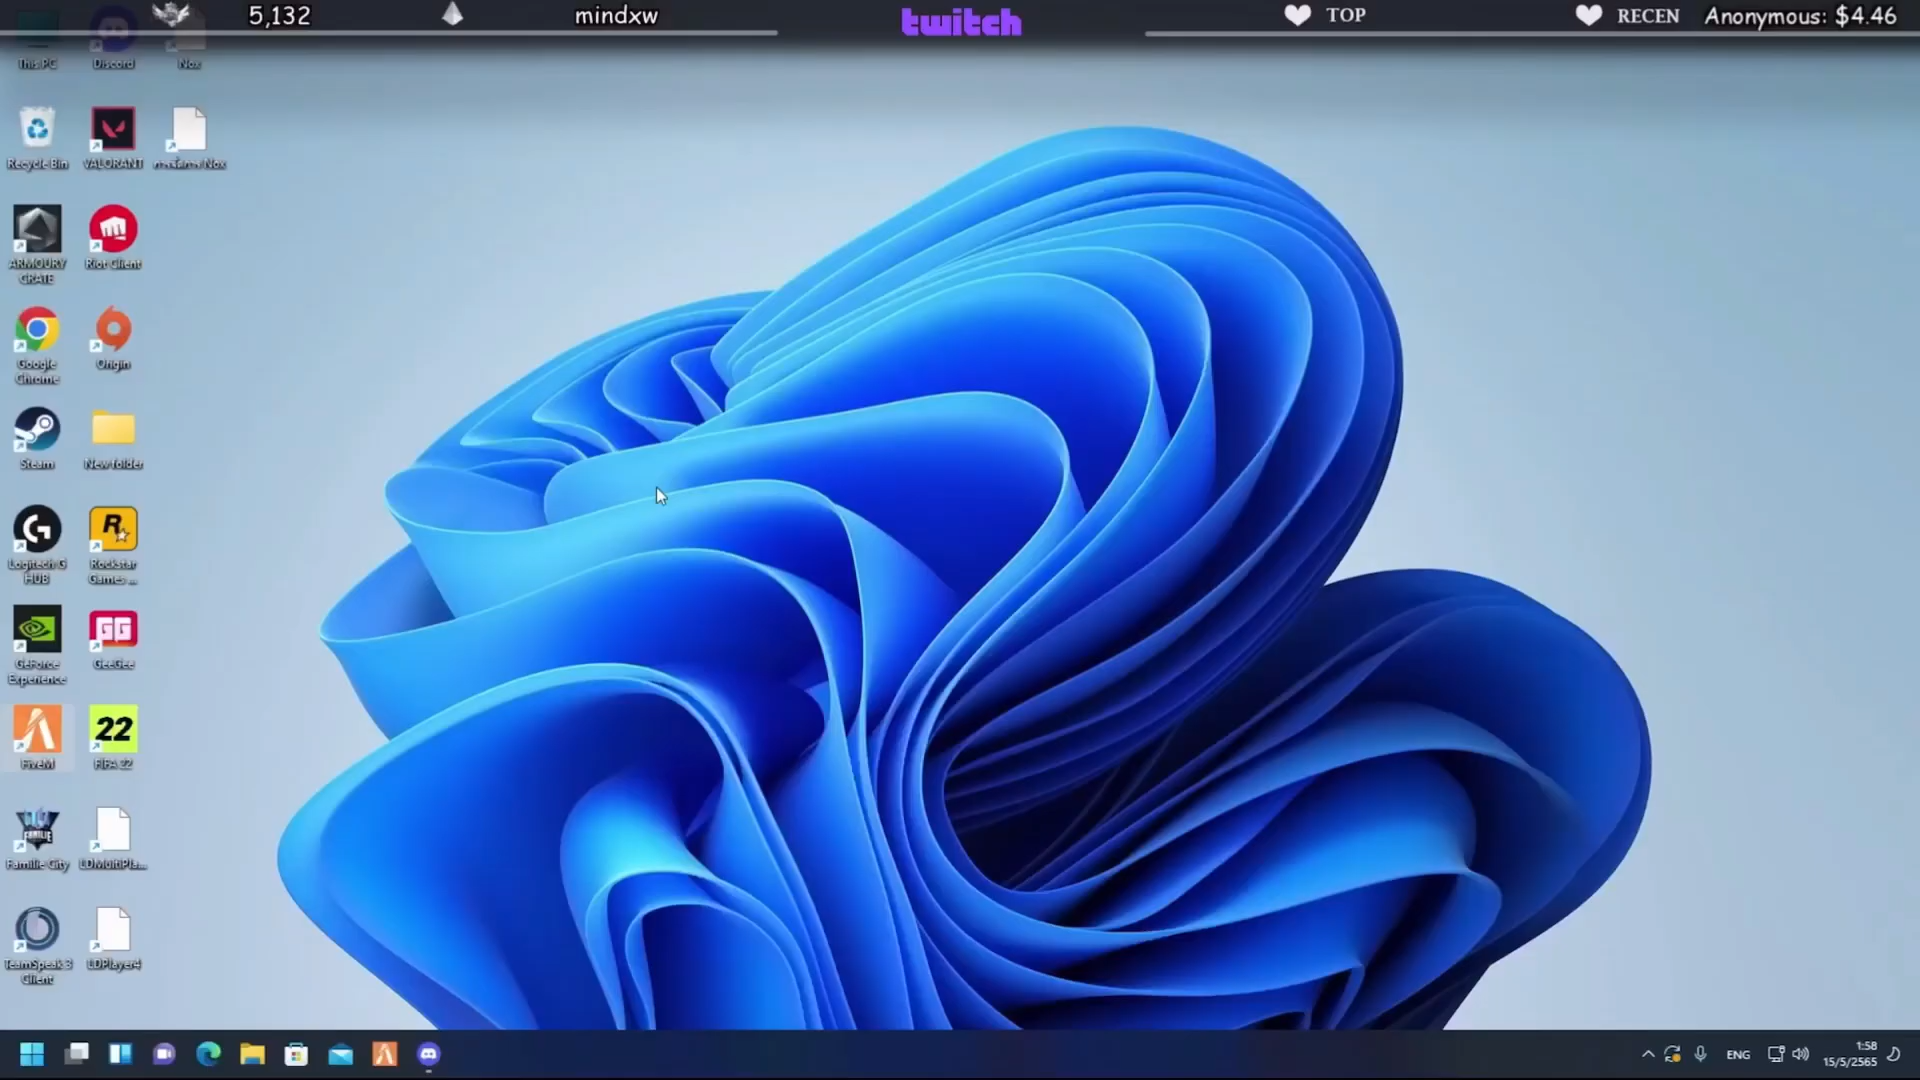 5,132
mindxw
twitch
TOP
RECEN
Anonymous: $4.46
This PC
Discord
Nox
Recycle Bin
VALORANT
ARMOURY
CRATE
Riot Client
Google
Chrome
Origin
Steam
New folder
Logitech G
HUB
Rockstar
Games ...
GeForce
Experience
GeeGee
FiveM
22
FIFA 22
FAMILIE
Familie City
LDMultiPla...
TeamSpeak 3
Client
LDPlayer4
ENG
1:58
15/5/2565